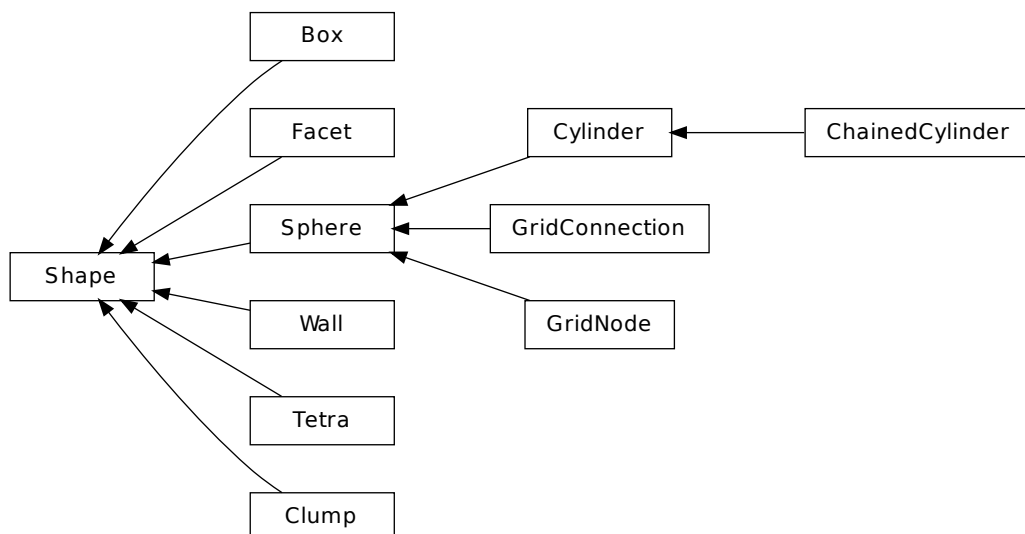 Box
Facet
Cylinder
ChainedCylinder
Sphere
GridConnection
Shape
Wall
GridNode
Tetra
Clump